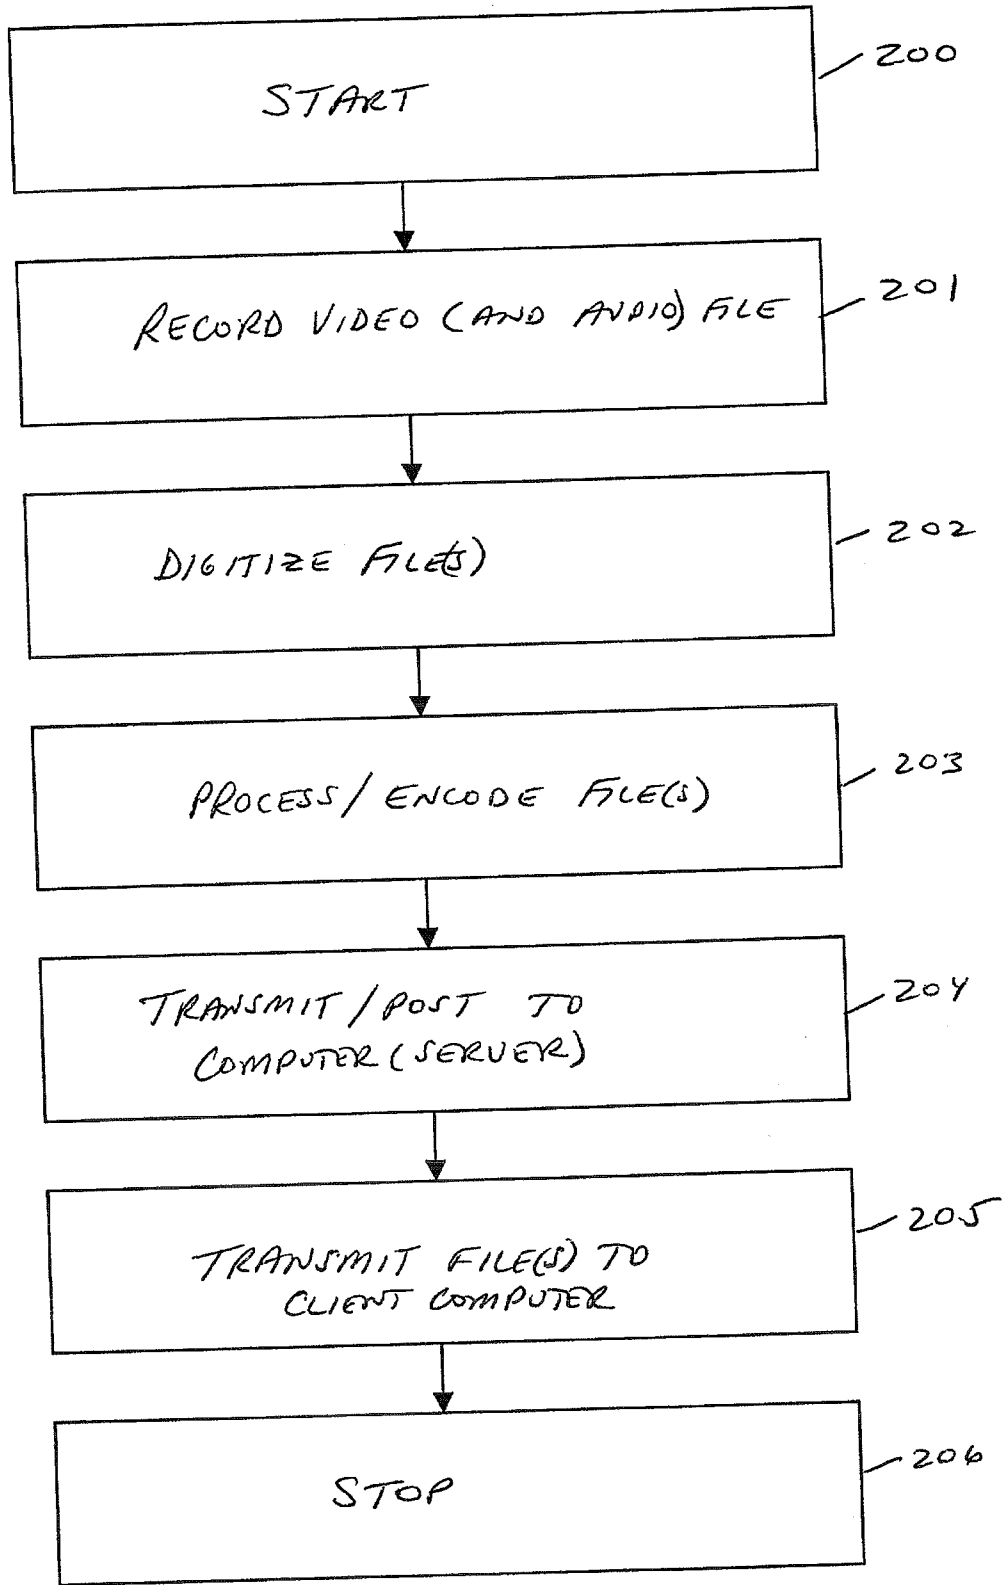 START
200
RECORD VIDEO (AND AUDIO) FILE
201
DIGITIZE FILE(S)
202
PROCESS/ENCODE FILE(S)
203
TRANSMIT/POST TO
COMPUTER (SERVER)
204
TRANSMIT FILE(S) TO
CLIENT COMPUTER
205
STOP
206